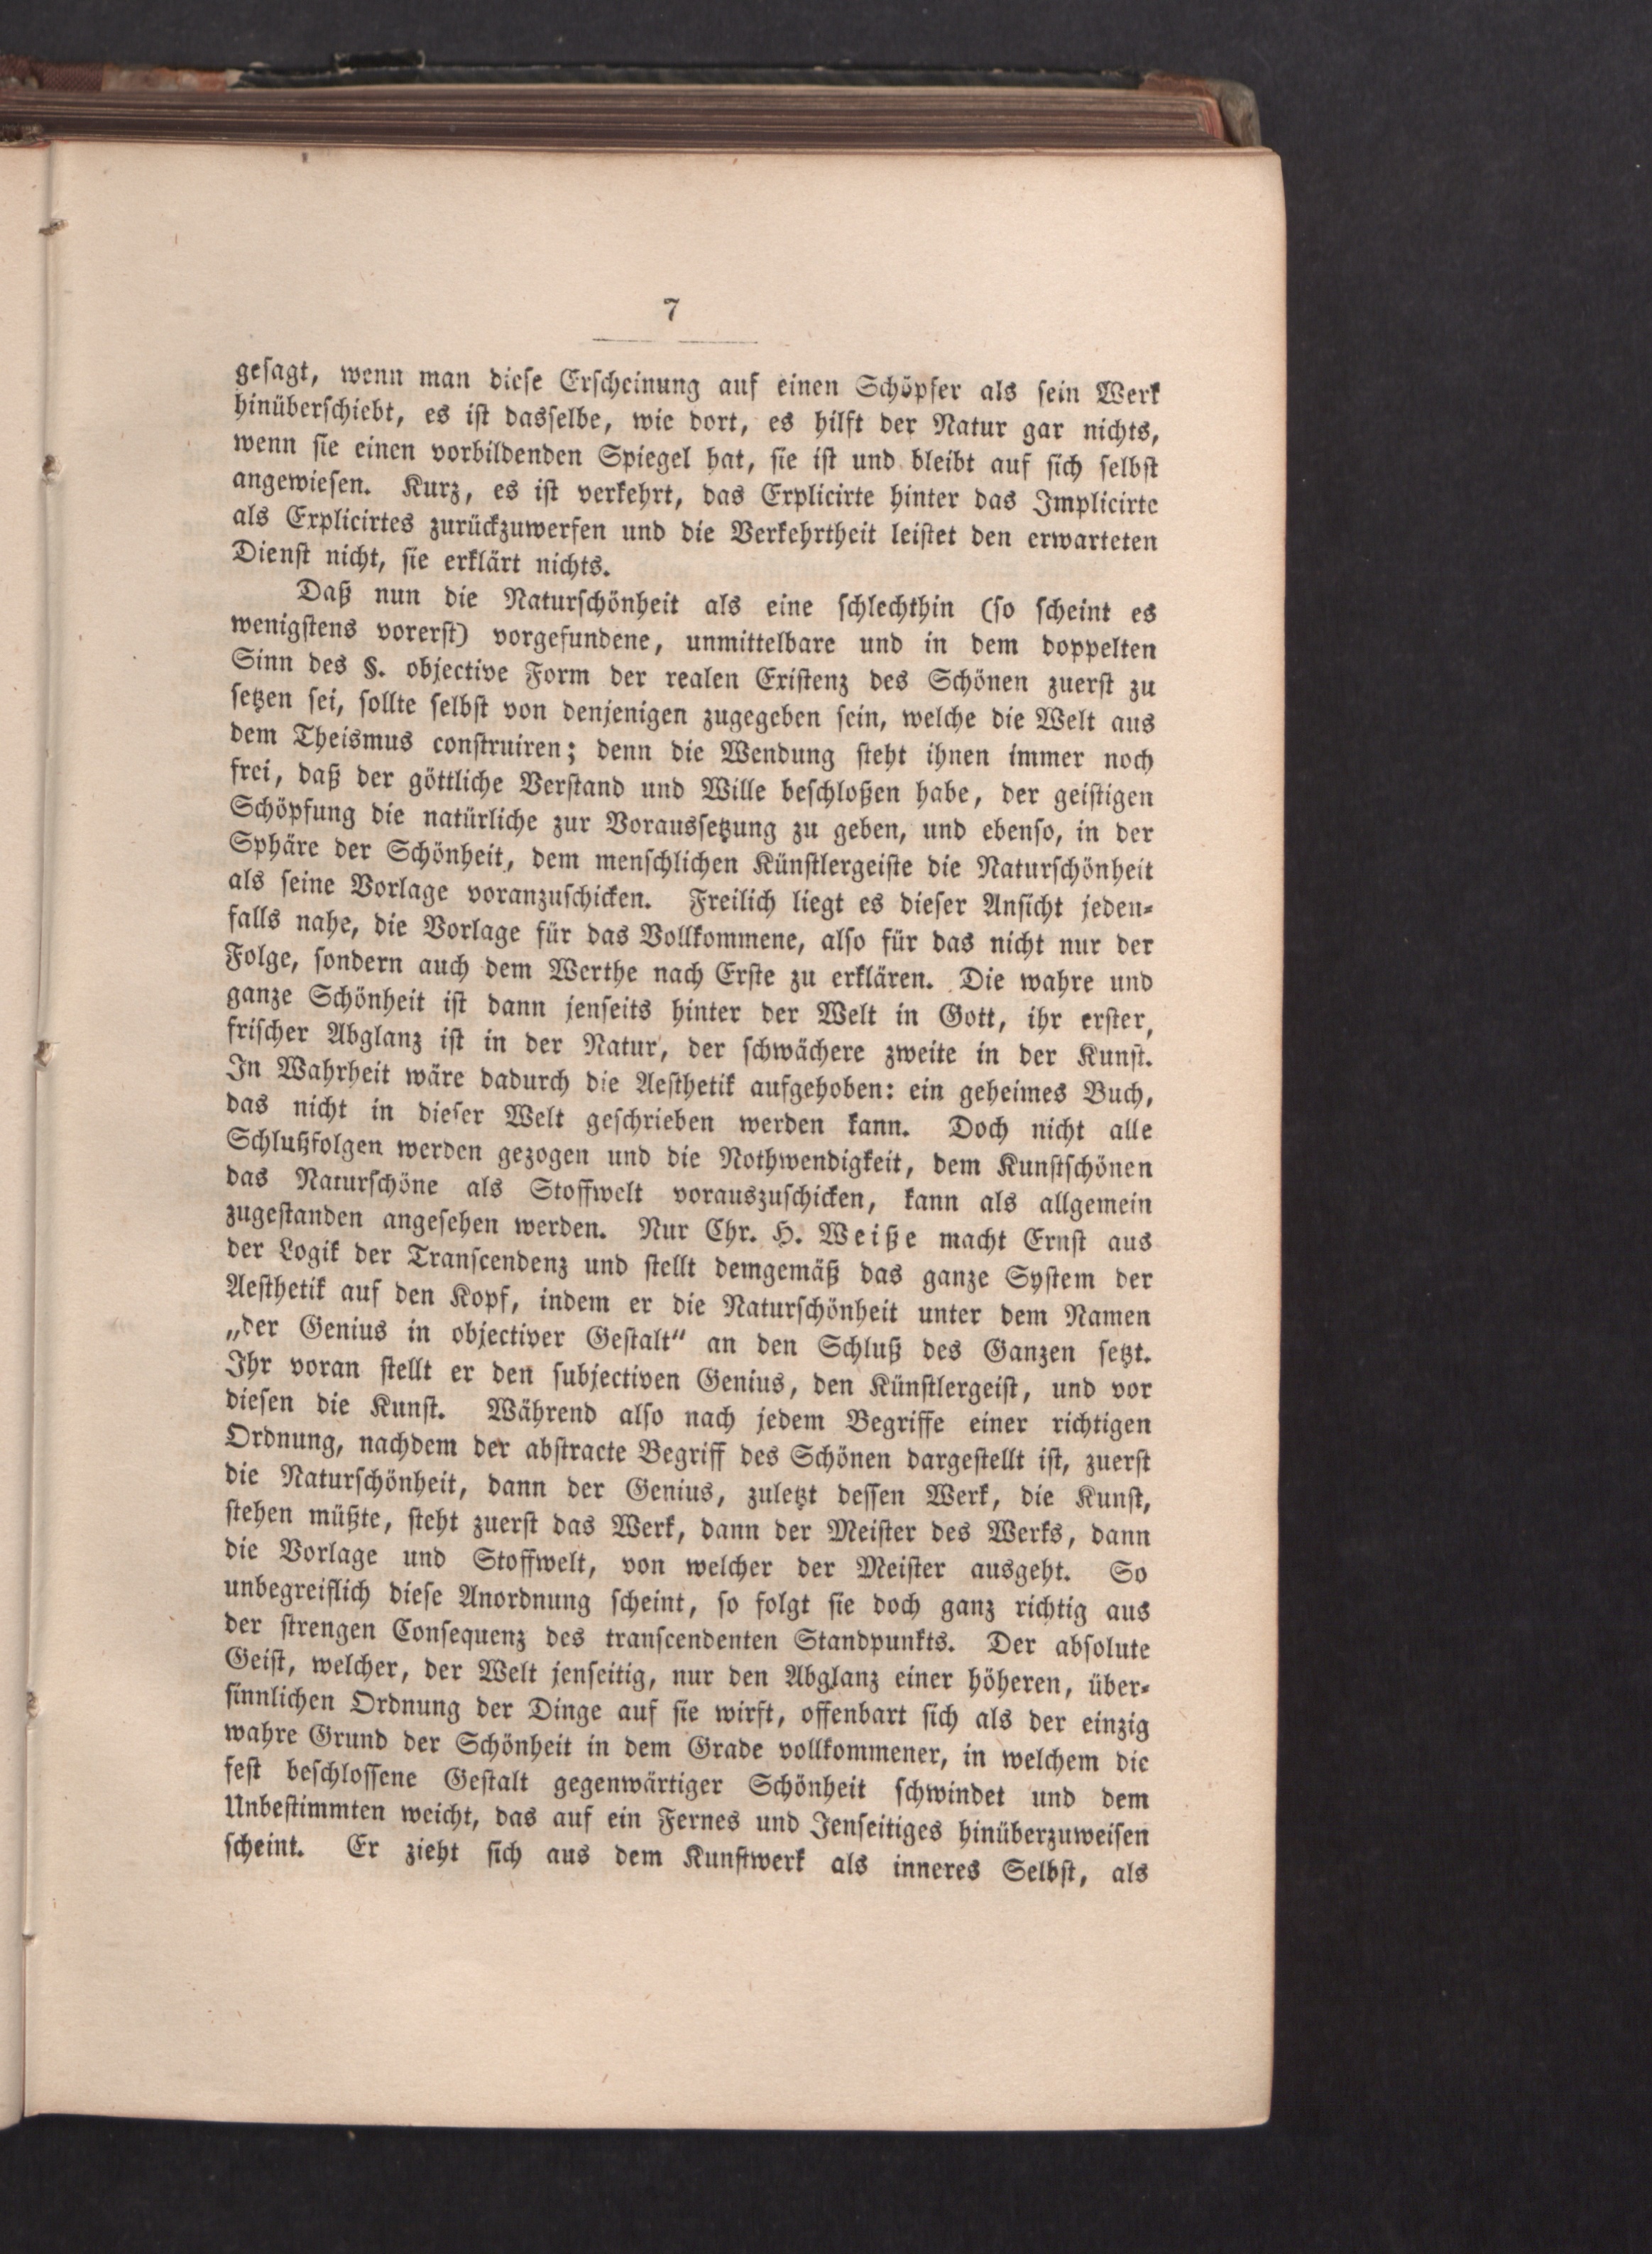 7
gesagt, wenn man diese Erscheinung auf einen Schöpfer als sein Werk
hinüberschiebt, es ist dasselbe, wie dort, es hilft der Natur gar nichts,
wenn sie einen vorbildenden Spiegel hat, sie ist und bleibt auf sich selbst
angewiesen. Kurz, es ist verkehrt, das Explicirte hinter das Implicirte
als Explicirtes zurückzuwerfen und die Verkehrtheit leistet den erwarteten
Dienst nicht, sie erklärt nichts.
Daß nun die Naturschönheit als eine schlechthin (so scheint es
wenigstens vorerst) vorgefundene, unmittelbare und in dem doppelten
Sinn des §. objective Form der realen Existenz des Schönen zuerst zu
setzen sei, sollte selbst von denjenigen zugegeben sein, welche die Welt aus
dem Theismus construiren; denn die Wendung steht ihnen immer noch
frei, daß der göttliche Verstand und Wille beschloßen habe, der geistigen
Schöpfung die natürliche zur Voraussetzung zu geben, und ebenso, in der
Sphäre der Schönheit, dem menschlichen Künstlergeiste die Naturschönheit
als seine Vorlage voranzuschicken. Freilich liegt es dieser Ansicht jeden-
falls nahe, die Vorlage für das Vollkommene, also für das nicht nur der
Folge, sondern auch dem Werthe nach Erste zu erklären. Die wahre und
ganze Schönheit ist dann jenseits hinter der Welt in Gott, ihr erster,
frischer Abglanz ist in der Natur, der schwächere zweite in der Kunst.
In Wahrheit wäre dadurch die Aesthetik aufgehoben: ein geheimes Buch,
das nicht in dieser Welt geschrieben werden kann. Doch nicht alle
Schlußfolgen werden gezogen und die Nothwendigkeit, dem Kunstschönen
das Naturschöne als Stoffwelt vorauszuschicken, kann als allgemein
zugestanden angesehen werden. Nur Chr. H. Weiße macht Ernst aus
der Logik der Transcendenz und stellt demgemäß das ganze System der
Aesthetik auf den Kopf, indem er die Naturschönheit unter dem Namen
„der Genius in objectiver Gestalt“ an den Schluß des Ganzen setzt.
Ihr voran stellt er den subjectiven Genius, den Künstlergeist, und vor
diesen die Kunst. Während also nach jedem Begriffe einer richtigen
Ordnung, nachdem der abstracte Begriff des Schönen dargestellt ist, zuerst
die Naturschönheit, dann der Genius, zuletzt dessen Werk, die Kunst,
stehen müßte, steht zuerst das Werk, dann der Meister des Werks, dann
die Vorlage und Stoffwelt, von welcher der Meister ausgeht. So
unbegreiflich diese Anordnung scheint, so folgt sie doch ganz richtig aus
der strengen Consequenz des transcendenten Standpunkts. Der absolute
Geist, welcher, der Welt jenseitig, nur den Abglanz einer höheren, über-
sinnlichen Ordnung der Dinge auf sie wirft, offenbart sich als der einzig
wahre Grund der Schönheit in dem Grade vollkommener, in welchem die
fest beschlossene Gestalt gegenwärtiger Schönheit schwindet und dem
Unbestimmten weicht, das auf ein Fernes und Jenseitiges hinüberzuweisen
scheint. Er zieht sich aus dem Kunstwerk als inneres Selbst, als